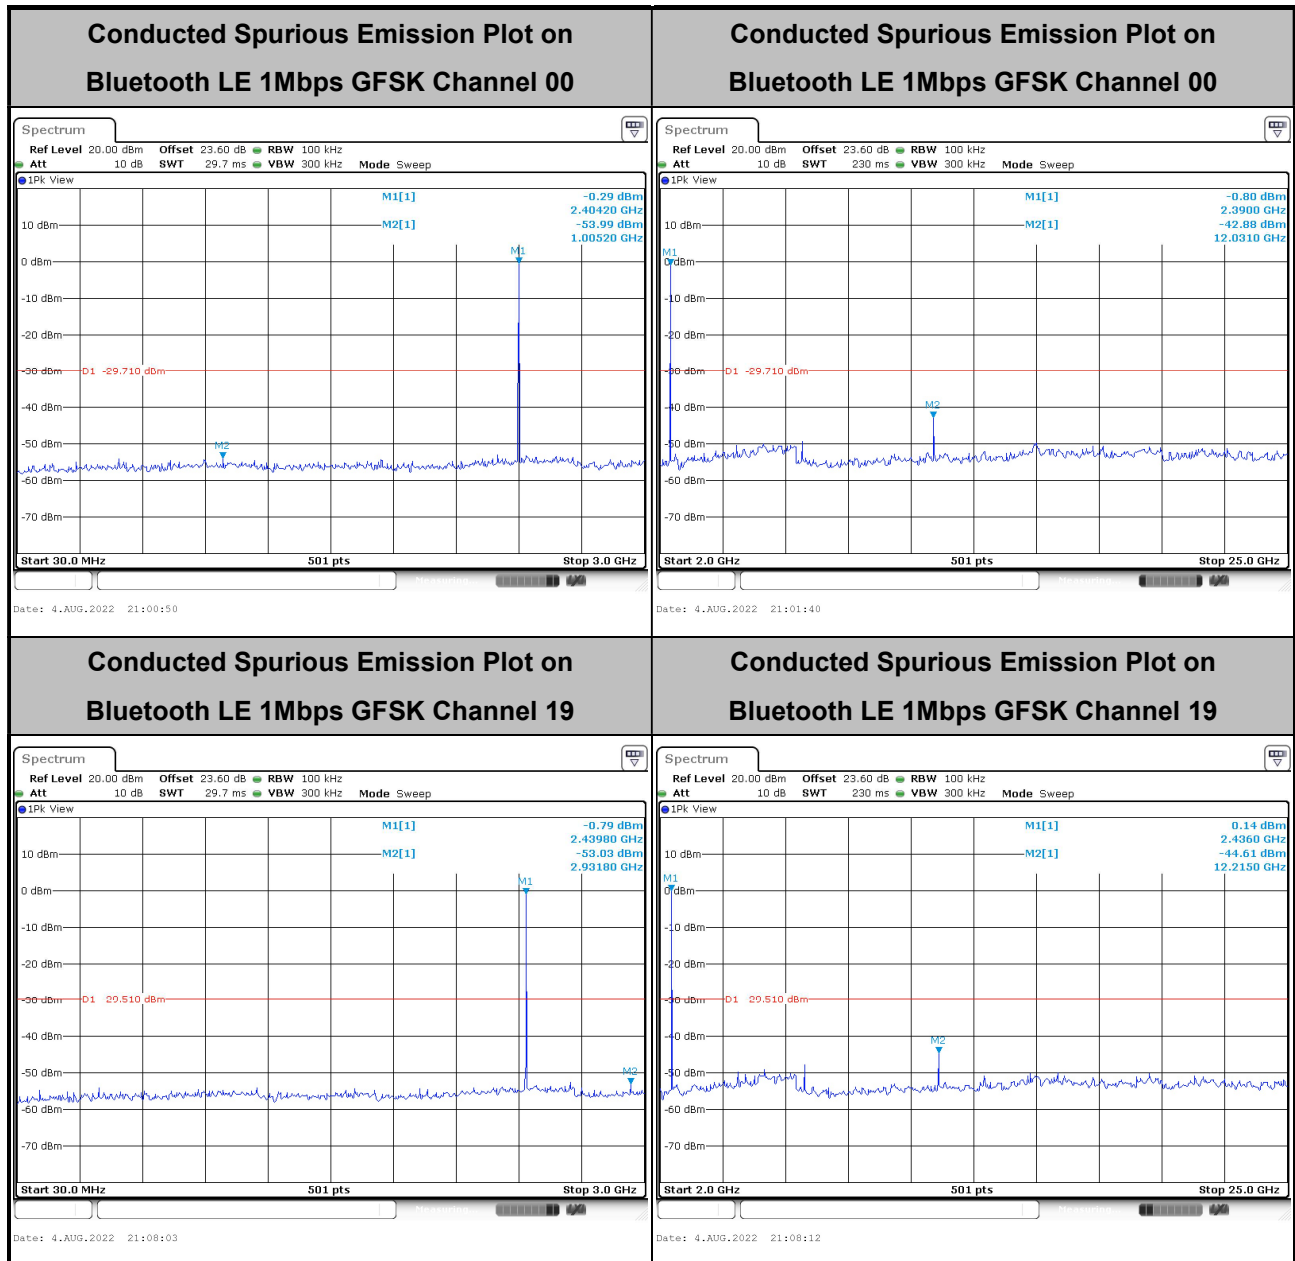 Conducted Spurious Emission Plot on
Bluetooth LE 1Mbps GFSK Channel 00
Spectrum
Ref Level 20.00 dBm Offset 23.60 dB RBW 100 kHz
Att 10 dB SWT 29.7 ms VBW 300 kHz Mode Sweep
1Pk View
M1[1] -0.29 dBm
2.40420 GHz
10 dBm M2[1] -53.99 dBm
1.00520 GHz
M1
0 dBm
-10 dBm
-20 dBm
-30 dBm D1 -29.710 dBm
-40 dBm
M2
-50 dBm
-60 dBm
-70 dBm
Start 30.0 MHz 501 pts Stop 3.0 GHz
Measuring
Date: 4.AUG.2022 21:00:50
Conducted Spurious Emission Plot on
Bluetooth LE 1Mbps GFSK Channel 00
Spectrum
Ref Level 20.00 dBm Offset 23.60 dB RBW 100 kHz
Att 10 dB SWT 230 ms VBW 300 kHz Mode Sweep
1Pk View
M1[1] -0.80 dBm
2.3900 GHz
10 dBm M2[1] -42.88 dBm
12.0310 GHz
M1
0 dBm
-10 dBm
-20 dBm
-30 dBm D1 -29.710 dBm
-40 dBm
M2
-50 dBm
-60 dBm
-70 dBm
Start 2.0 GHz 501 pts Stop 25.0 GHz
Measuring
Date: 4.AUG.2022 21:01:40
Conducted Spurious Emission Plot on
Bluetooth LE 1Mbps GFSK Channel 19
Spectrum
Ref Level 20.00 dBm Offset 23.60 dB RBW 100 kHz
Att 10 dB SWT 29.7 ms VBW 300 kHz Mode Sweep
1Pk View
M1[1] -0.79 dBm
2.43980 GHz
10 dBm M2[1] -53.03 dBm
2.93180 GHz
M1
0 dBm
-10 dBm
-20 dBm
-30 dBm D1 29.510 dBm
-40 dBm
-50 dBm
M2
-60 dBm
-70 dBm
Start 30.0 MHz 501 pts Stop 3.0 GHz
Measuring
Date: 4.AUG.2022 21:08:03
Conducted Spurious Emission Plot on
Bluetooth LE 1Mbps GFSK Channel 19
Spectrum
Ref Level 20.00 dBm Offset 23.60 dB RBW 100 kHz
Att 10 dB SWT 230 ms VBW 300 kHz Mode Sweep
1Pk View
M1[1] 0.14 dBm
2.4360 GHz
10 dBm M2[1] -44.61 dBm
12.2150 GHz
M1
0 dBm
-10 dBm
-20 dBm
-30 dBm D1 29.510 dBm
-40 dBm
M2
-50 dBm
-60 dBm
-70 dBm
Start 2.0 GHz 501 pts Stop 25.0 GHz
Measuring
Date: 4.AUG.2022 21:08:12